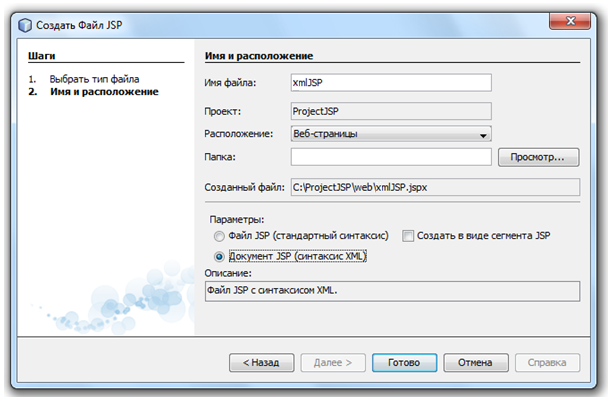 Создать Файл JSP
Шаги
1. Выбрать тип файла
2. Имя и расположение
Имя и расположение
Имя файла: xmlJSP
Проект: ProjectJSP
Расположение: Веб-страницы
Папка: Просмотр...
Созданный файл: C:\ProjectJSP\web\xmlJSP.jspx
Параметры:
Файл JSP (стандартный синтаксис) Создать в виде сегмента JSP
Документ JSP (синтаксис XML)
Описание:
Файл JSP с синтаксисом XML.
< Назад Далее > Готово Отмена Справка